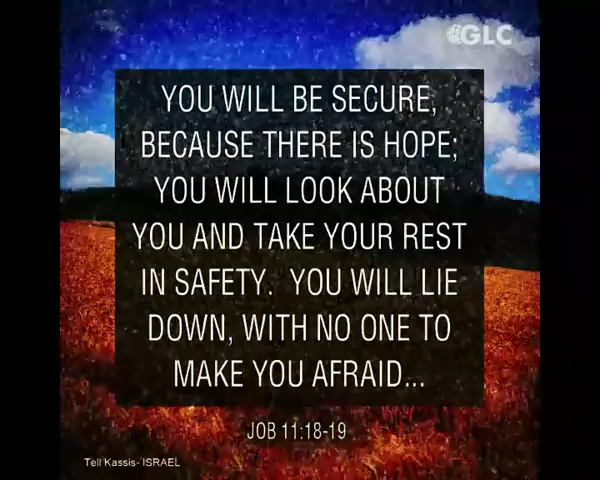 GLC
YOU WILL BE SECURE,
BECAUSE THERE IS HOPE;
YOU WILL LOOK ABOUT
YOU AND TAKE YOUR REST
IN SAFETY. YOU WILL LIE
DOWN, WITH NO ONE TO
MAKE YOU AFRAID...
JOB 11:18-19
Tell Kassis- ISRAEL